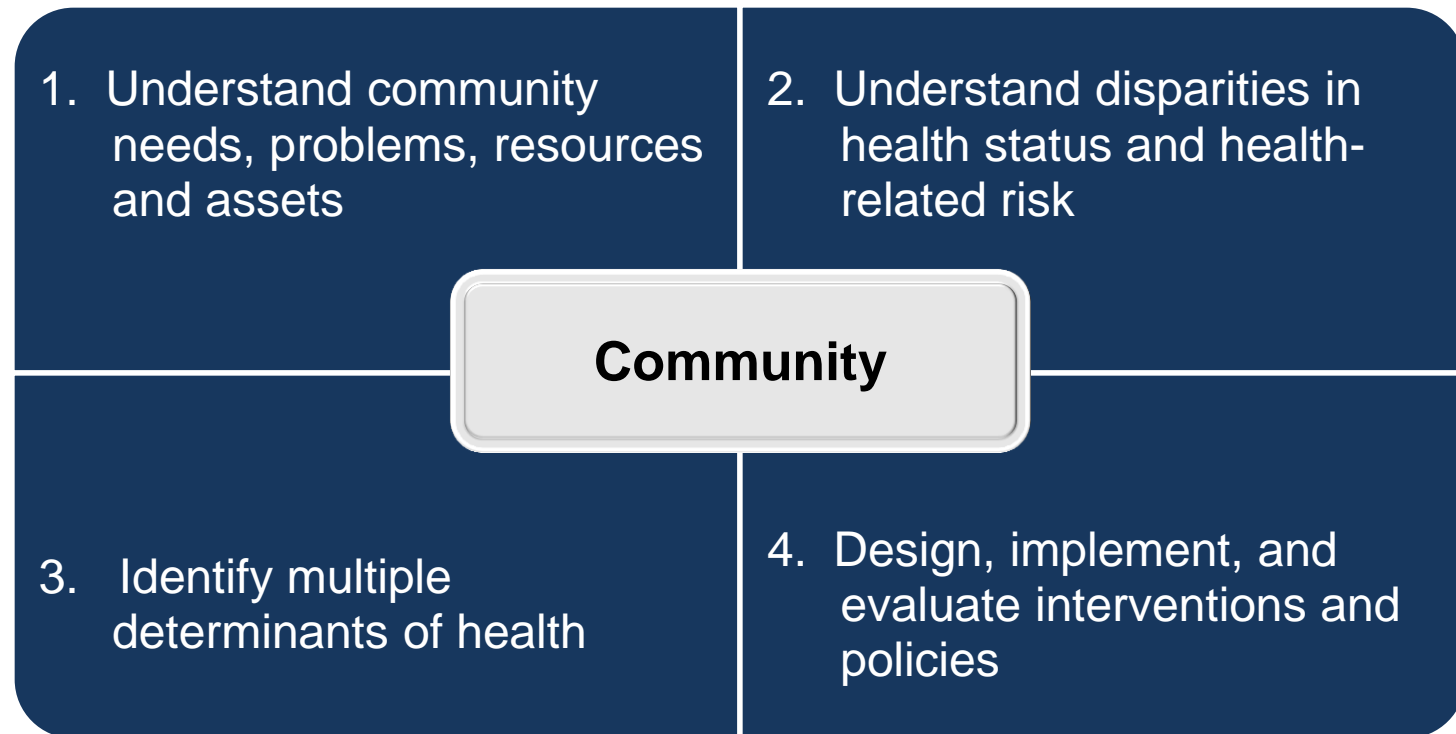 1. Understand community
needs, problems, resources
and assets
2. Understand disparities in
health status and health-
related risk
Community
3. Identify multiple
determinants of health
4. Design, implement, and
evaluate interventions and
policies